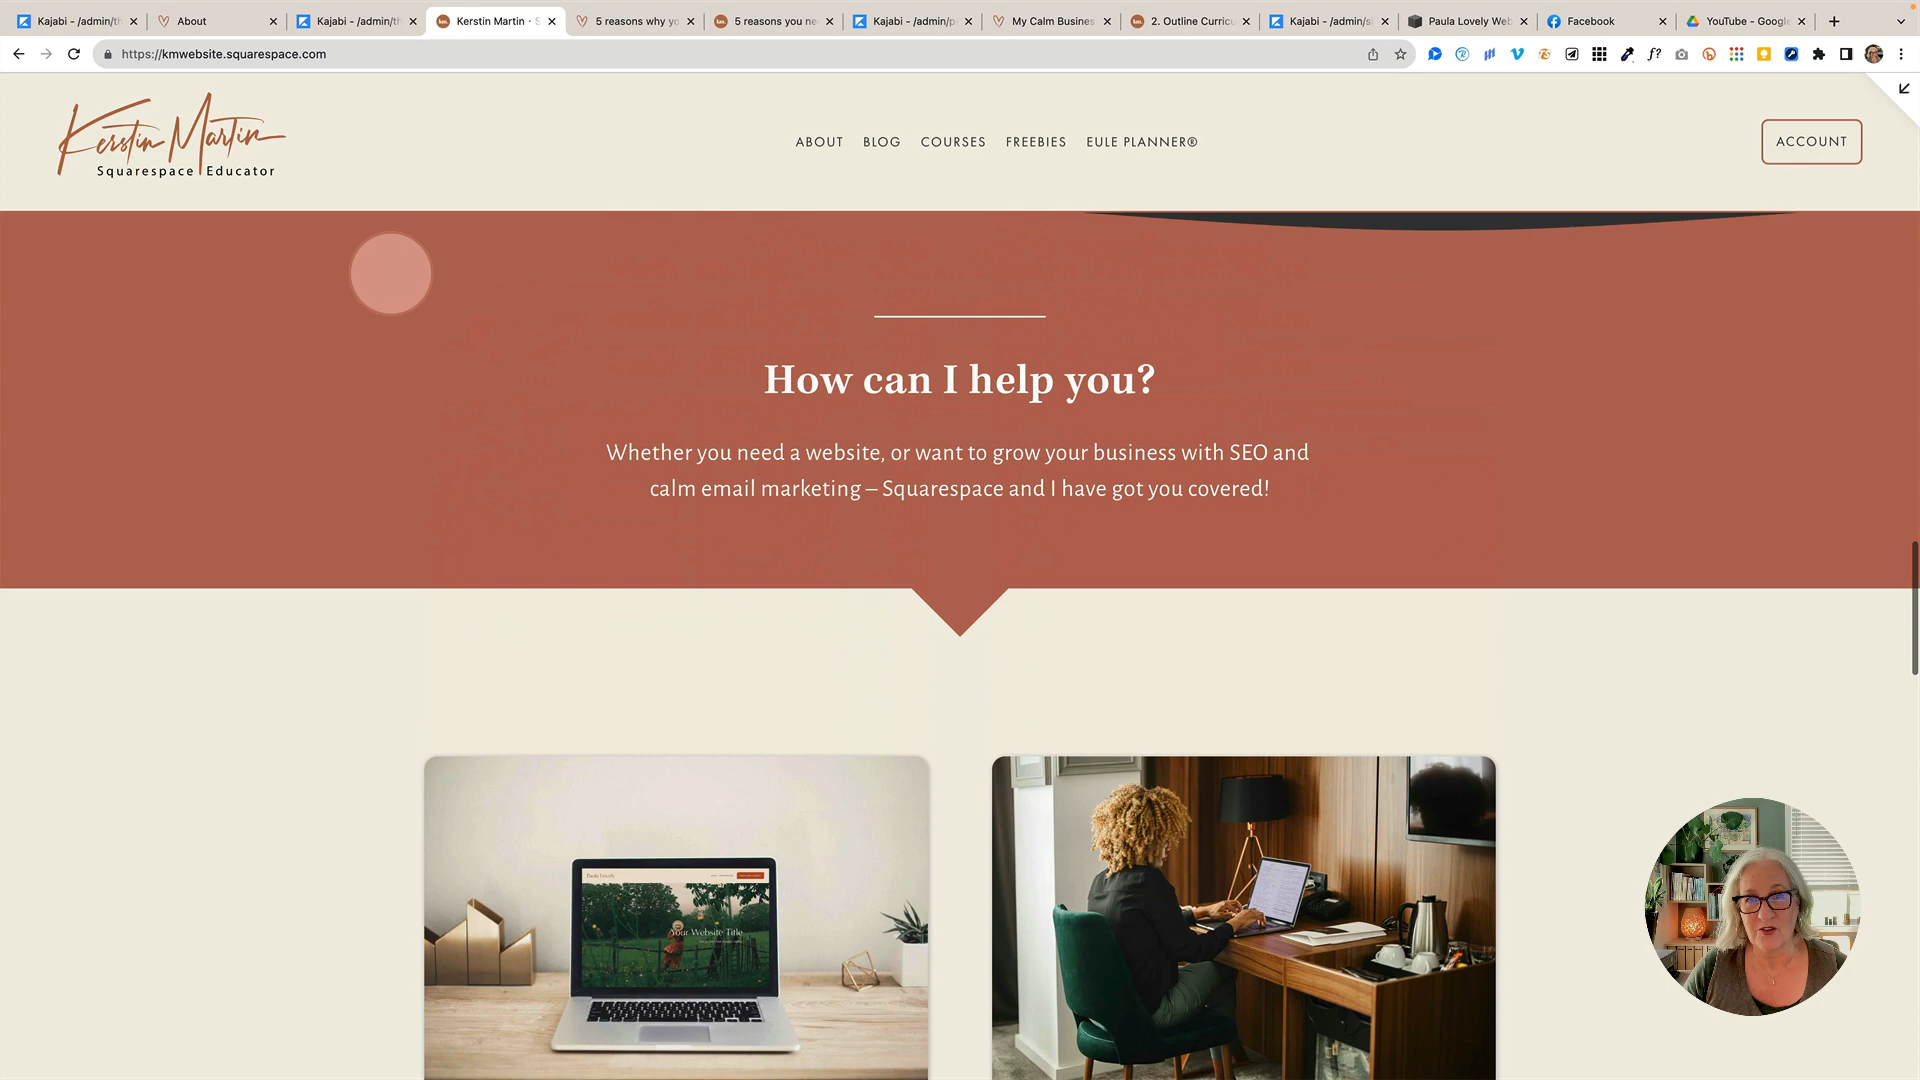 Kajabi - /admin/th
About
Kajabi - /admin/th
Kerstin Martin · S
5 reasons why yo
5 reasons you ne
Kajabi - /admin/p
My Calm Busines
2. Outline Curricu
Kajabi - /admin/s
Paula Lovely Web
Facebook
YouTube - Google
https://kmwebsite.squarespace.com
f?
Kerstin Martin
Squarespace Educator
ABOUT BLOG COURSES FREEBIES EULE PLANNER®
ACCOUNT
How can I help you?
Whether you need a website, or want to grow your business with SEO and
calm email marketing – Squarespace and I have got you covered!
Your Website Title